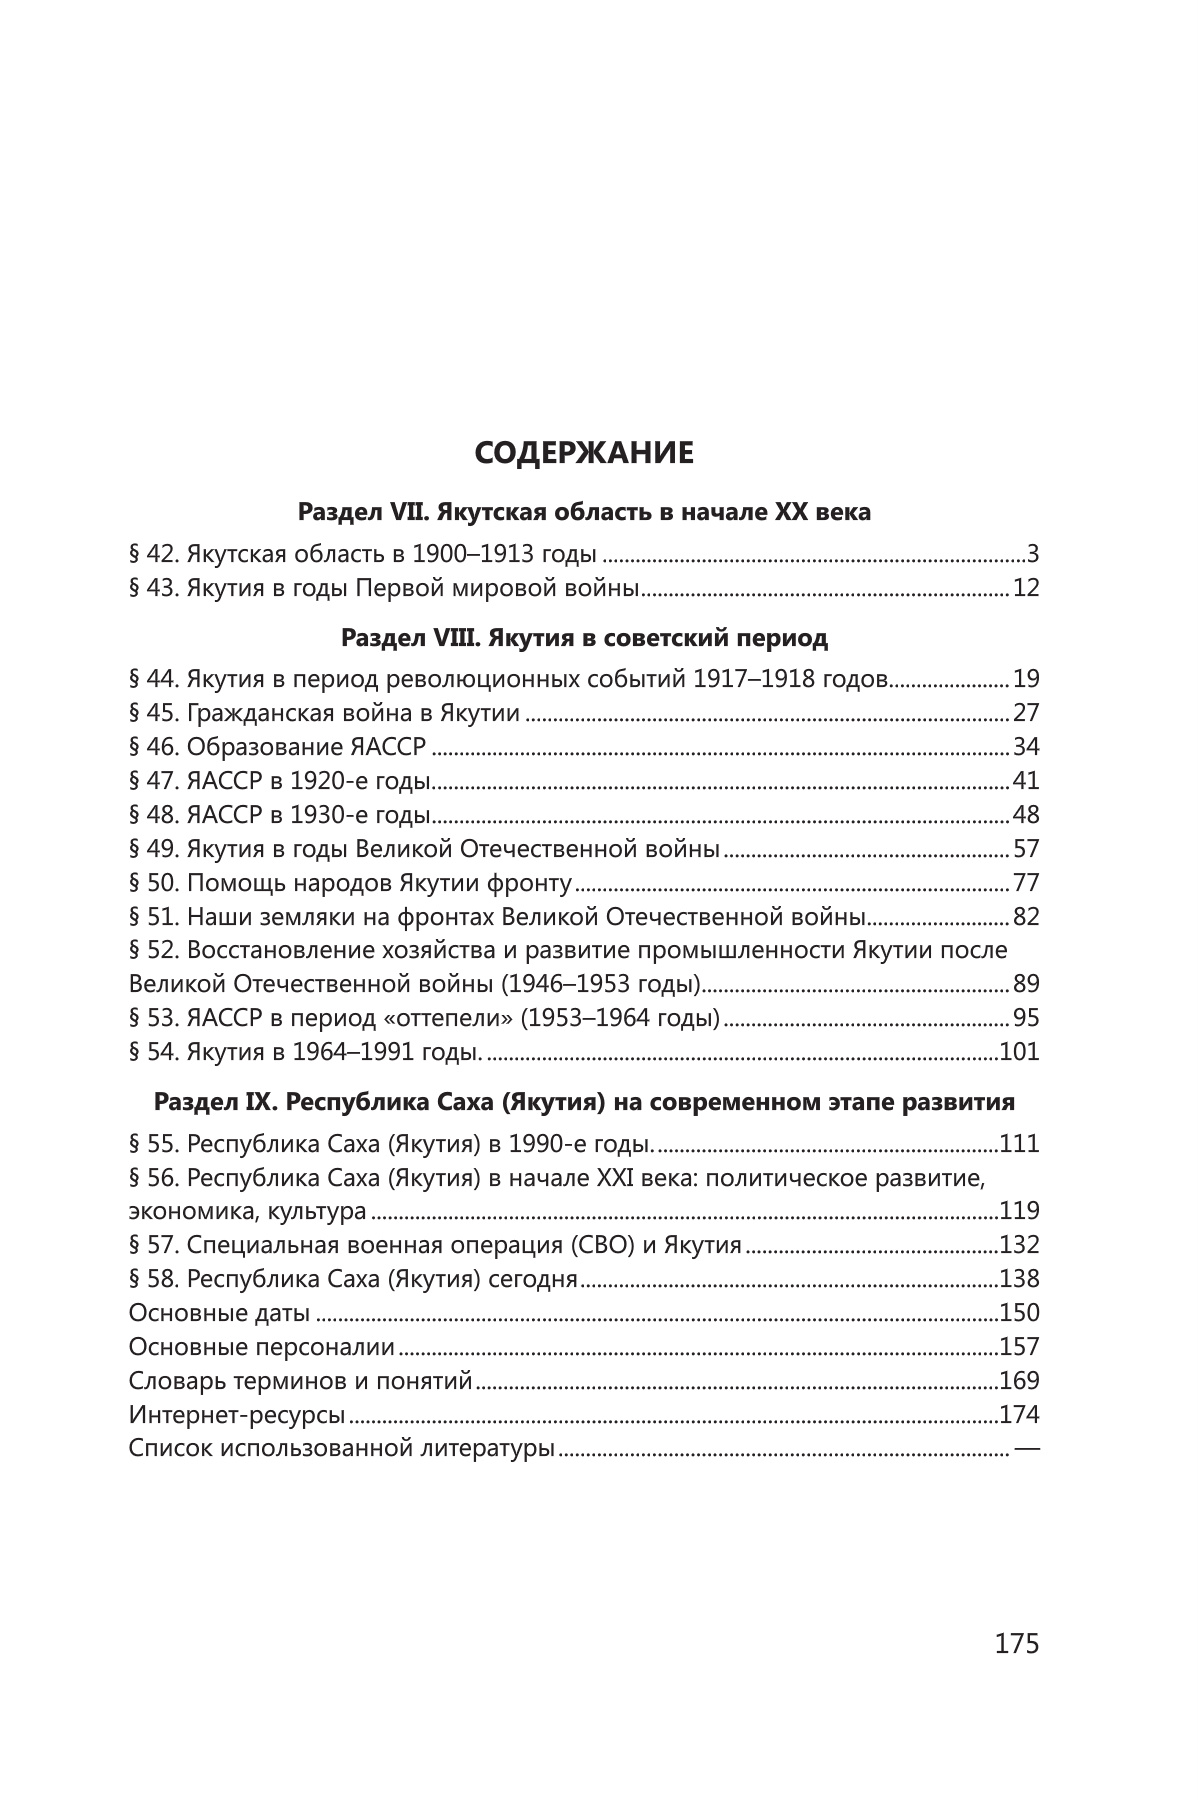 СОДЕРЖАНИЕ
Раздел VII. Якутская область в начале XX века
§ 42. Якутская область в 1900–1913 годы ........ 3
§ 43. Якутия в годы Первой мировой войны ........ 12
Раздел VIII. Якутия в советский период
§ 44. Якутия в период революционных событий 1917–1918 годов ........ 19
§ 45. Гражданская война в Якутии ........ 27
§ 46. Образование ЯАССР ........ 34
§ 47. ЯАССР в 1920-е годы ........ 41
§ 48. ЯАССР в 1930-е годы ........ 48
§ 49. Якутия в годы Великой Отечественной войны ........ 57
§ 50. Помощь народов Якутии фронту ........ 77
§ 51. Наши земляки на фронтах Великой Отечественной войны ........ 82
§ 52. Восстановление хозяйства и развитие промышленности Якутии после
Великой Отечественной войны (1946–1953 годы) ........ 89
§ 53. ЯАССР в период «оттепели» (1953–1964 годы) ........ 95
§ 54. Якутия в 1964–1991 годы. ........ 101
Раздел IX. Республика Саха (Якутия) на современном этапе развития
§ 55. Республика Саха (Якутия) в 1990-е годы. ........ 111
§ 56. Республика Саха (Якутия) в начале XXI века: политическое развитие,
экономика, культура ........ 119
§ 57. Специальная военная операция (СВО) и Якутия ........ 132
§ 58. Республика Саха (Якутия) сегодня ........ 138
Основные даты ........ 150
Основные персоналии ........ 157
Словарь терминов и понятий ........ 169
Интернет-ресурсы ........ 174
Список использованной литературы ........ —
175